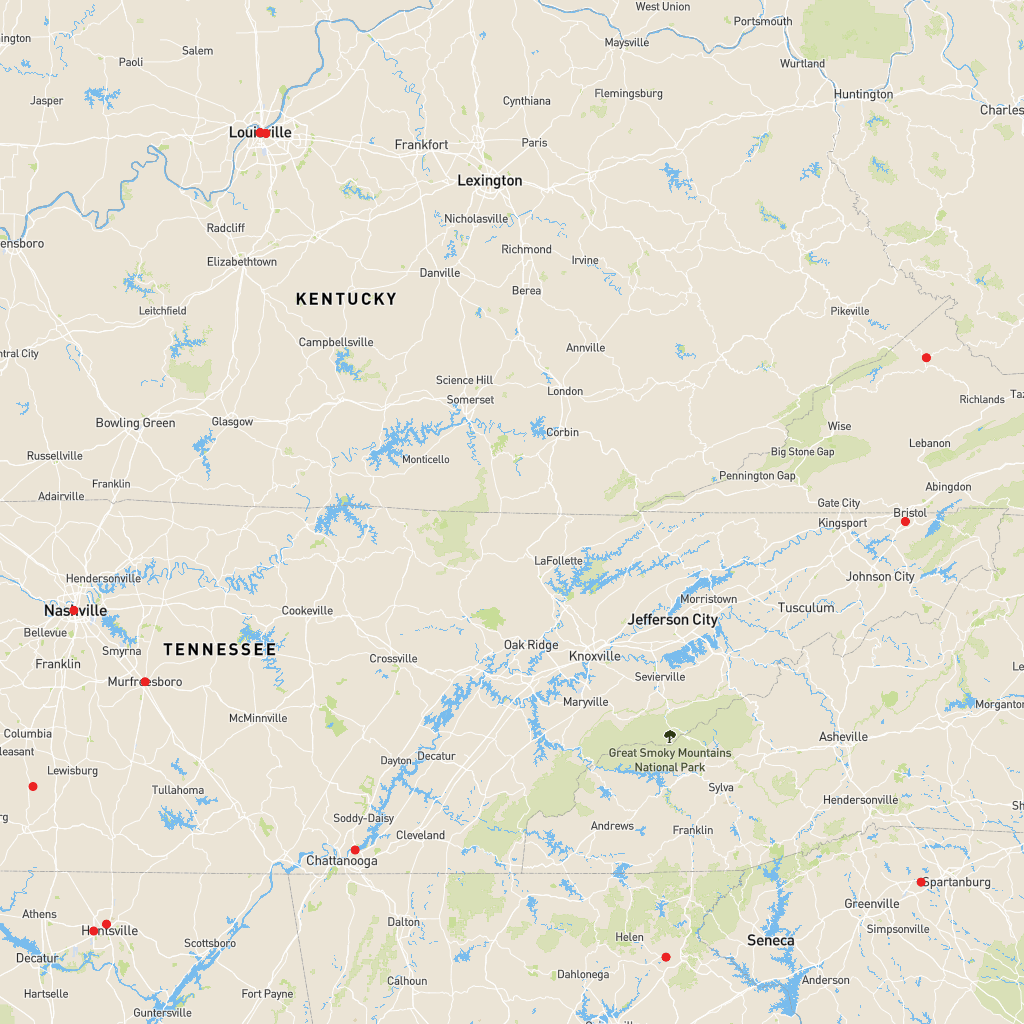 West Union
Portsmouth
ington
Salem
Maysville
Paoli
Wurtland
Jasper
Cynthiana
Flemingsburg
Huntington
Charles
Louisville
Frankfort
Paris
Lexington
Nicholasville
Radcliff
ensboro
Richmond
Elizabethtown
Irvine
Danville
Berea
KENTUCKY
Leitchfield
Pikeville
Campbellsville
Annville
ntral City
Science Hill
London
Somerset
Richlands
Taz
Bowling Green
Glasgow
Wise
Corbin
Lebanon
Russellville
Monticello
Big Stone Gap
Pennington Gap
Franklin
Abingdon
Adairville
Gate City
Bristol
Kingsport
LaFollette
Hendersonville
Johnson City
Morristown
Nashville
Cookeville
Tusculum
Jefferson City
Bellevue
Smyrna
TENNESSEE
Oak Ridge
Knoxville
Franklin
Crossville
Le
Sevierville
Murfreesboro
Maryville
Morganton
McMinnville
Columbia
Asheville
leasant
Great Smoky Mountains
National Park
Decatur
Dayton
Lewisburg
Sylva
Tullahoma
Hendersonville
Sh
rg
Soddy-Daisy
Andrews
Franklin
Cleveland
Chattanooga
Spartanburg
Greenville
Athens
Dalton
Simpsonville
Huntsville
Helen
Seneca
Scottsboro
Decatur
Dahlonega
Calhoun
Anderson
Hartselle
Fort Payne
Guntersville